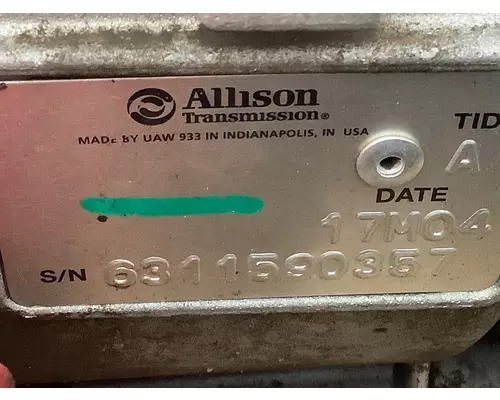 Allison
Transmission®
MADE BY UAW 933 IN INDIANAPOLIS, IN USA
TID
A
DATE
17M04
S/N 6311590357